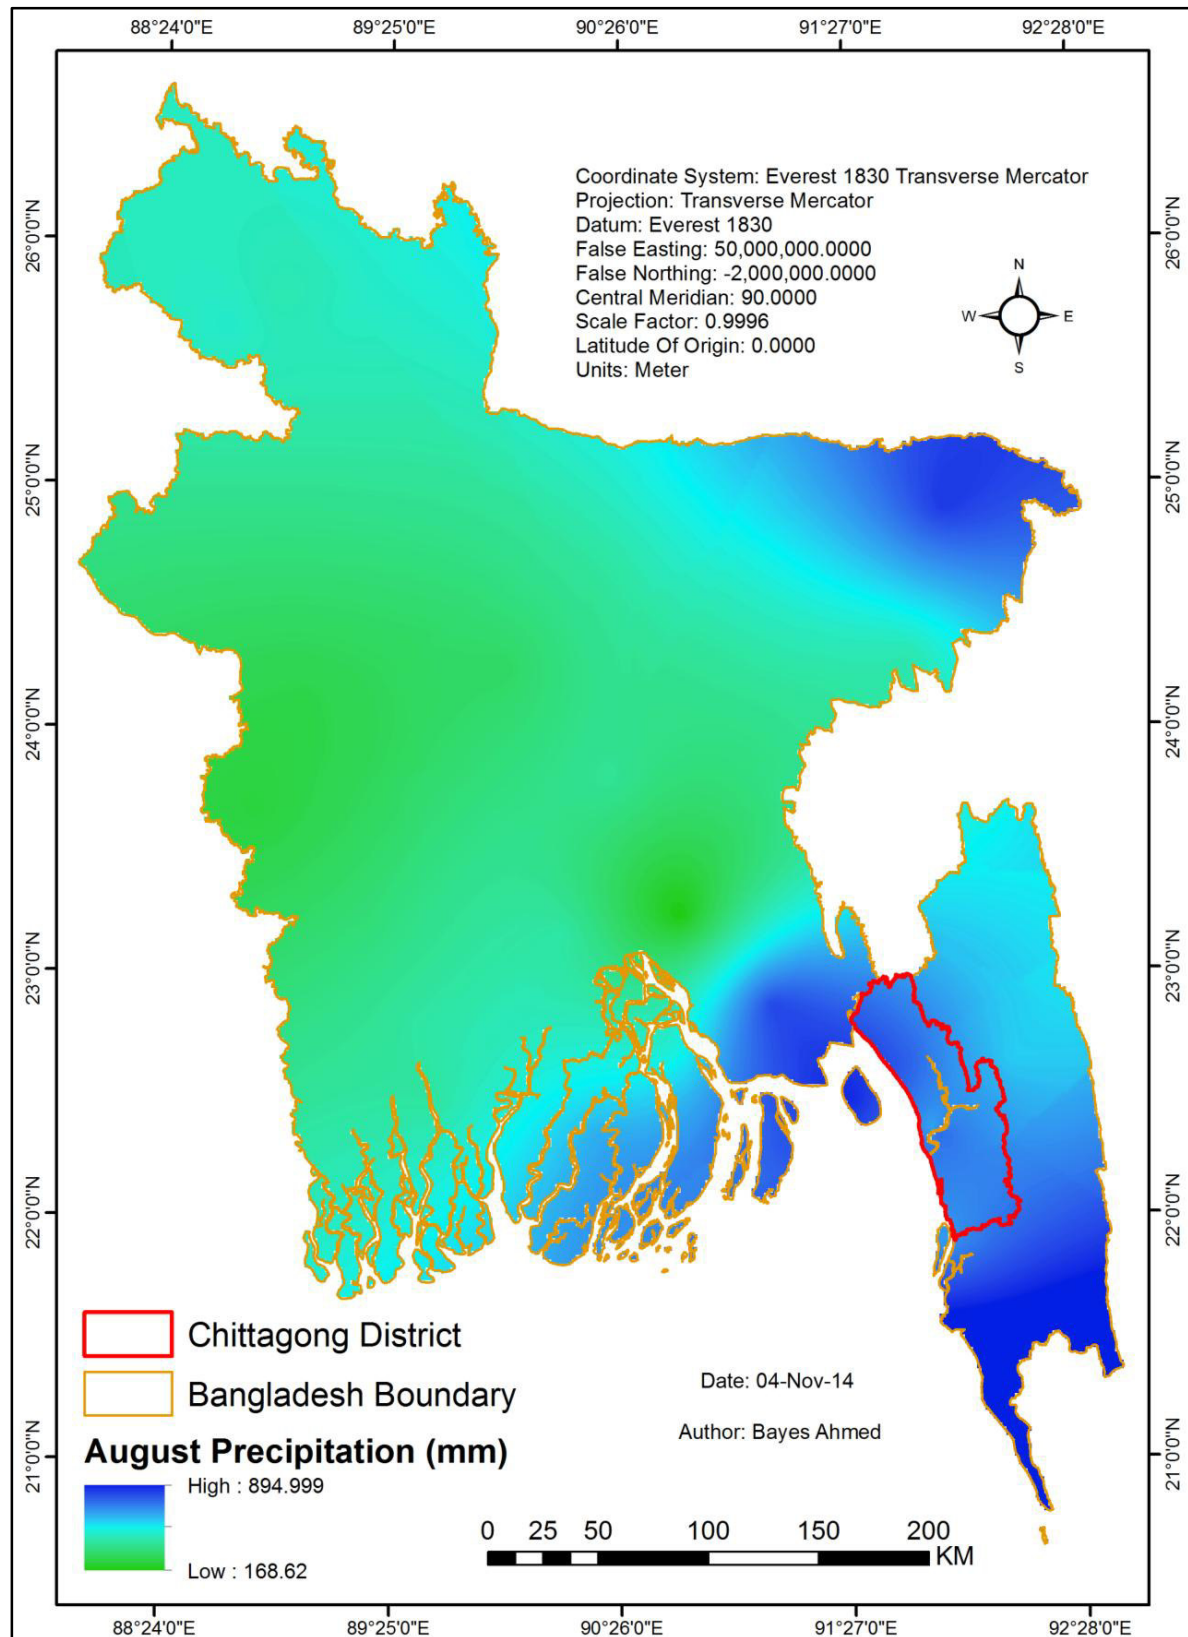 88°24'0"E 89°25'0"E 90°26'0"E 91°27'0"E 92°28'0"E
Coordinate System: Everest 1830 Transverse Mercator
Projection: Transverse Mercator
Datum: Everest 1830
False Easting: 50,000,000.0000
False Northing: -2,000,000.0000
Central Meridian: 90.0000
Scale Factor: 0.9996
Latitude Of Origin: 0.0000
Units: Meter
N
W E
S
26°0'0"N 26°0'0"N
25°0'0"N 25°0'0"N
24°0'0"N 24°0'0"N
23°0'0"N 23°0'0"N
22°0'0"N 22°0'0"N
21°0'0"N 21°0'0"N
Chittagong District
Bangladesh Boundary
August Precipitation (mm)
High : 894.999
Low : 168.62
Date: 04-Nov-14
Author: Bayes Ahmed
0 25 50 100 150 200
KM
88°24'0"E 89°25'0"E 90°26'0"E 91°27'0"E 92°28'0"E